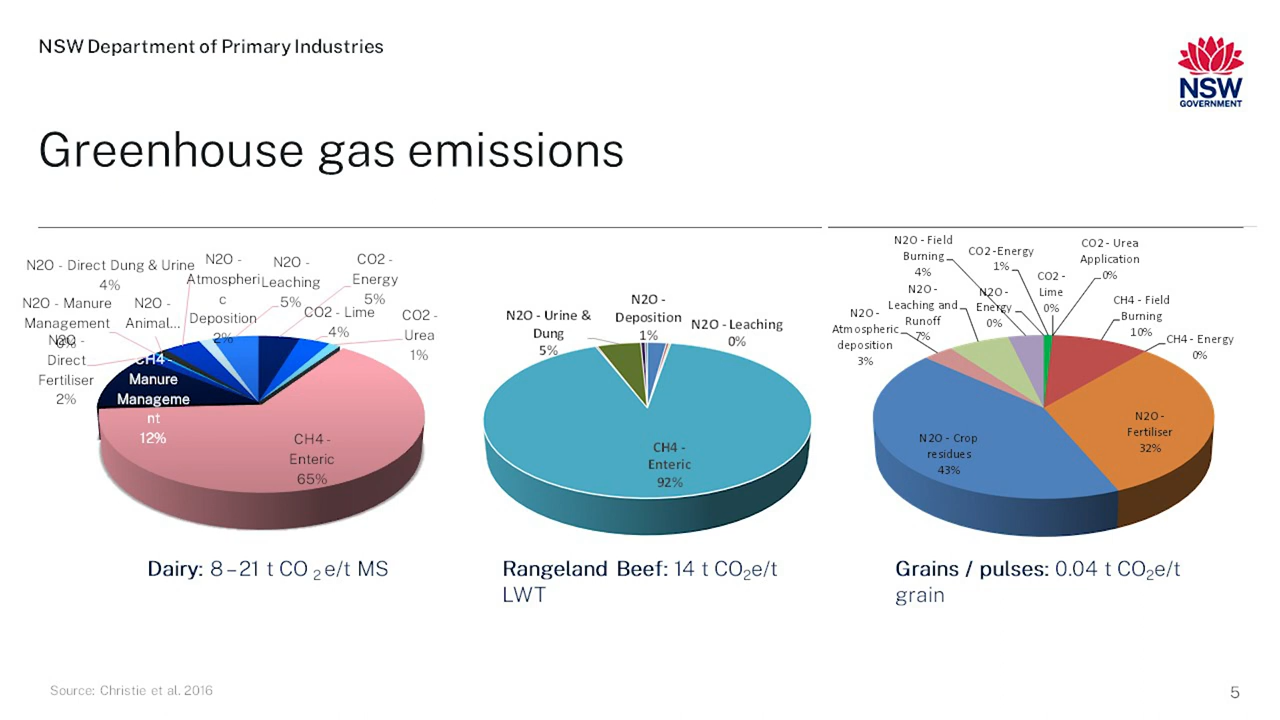 NSW Department of Primary Industries
NSW
GOVERNMENT
Greenhouse gas emissions
N2O - Direct Dung & Urine
4%
N2O -
Atmospheri
c
Deposition
2%
N2O -
Leaching
5%
CO2 -
Energy
5%
N2O - Manure
Management
0%
N2O -
Animal...
CO2 - Lime
4%
CO2 -
Urea
1%
N2O -
Direct
Fertiliser
2%
CH4 -
Manure
Manageme
nt
12%
CH4 -
Enteric
65%
Dairy: 8–21 t CO2e/t MS
N2O - Urine &
Dung
5%
N2O -
Deposition
1%
N2O - Leaching
0%
CH4 -
Enteric
92%
Rangeland Beef: 14 t CO2e/t
LWT
N2O - Field
Burning
4%
CO2 - Energy
1%
CO2 - Urea
Application
0%
CO2 -
Lime
0%
N2O -
Leaching and
Runoff
7%
N2O -
Energy
0%
CH4 - Field
Burning
10%
N2O -
Atmospheric
deposition
3%
CH4 - Energy
0%
N2O - Crop
residues
43%
N2O -
Fertiliser
32%
Grains / pulses: 0.04 t CO2e/t
grain
Source: Christie et al. 2016
5